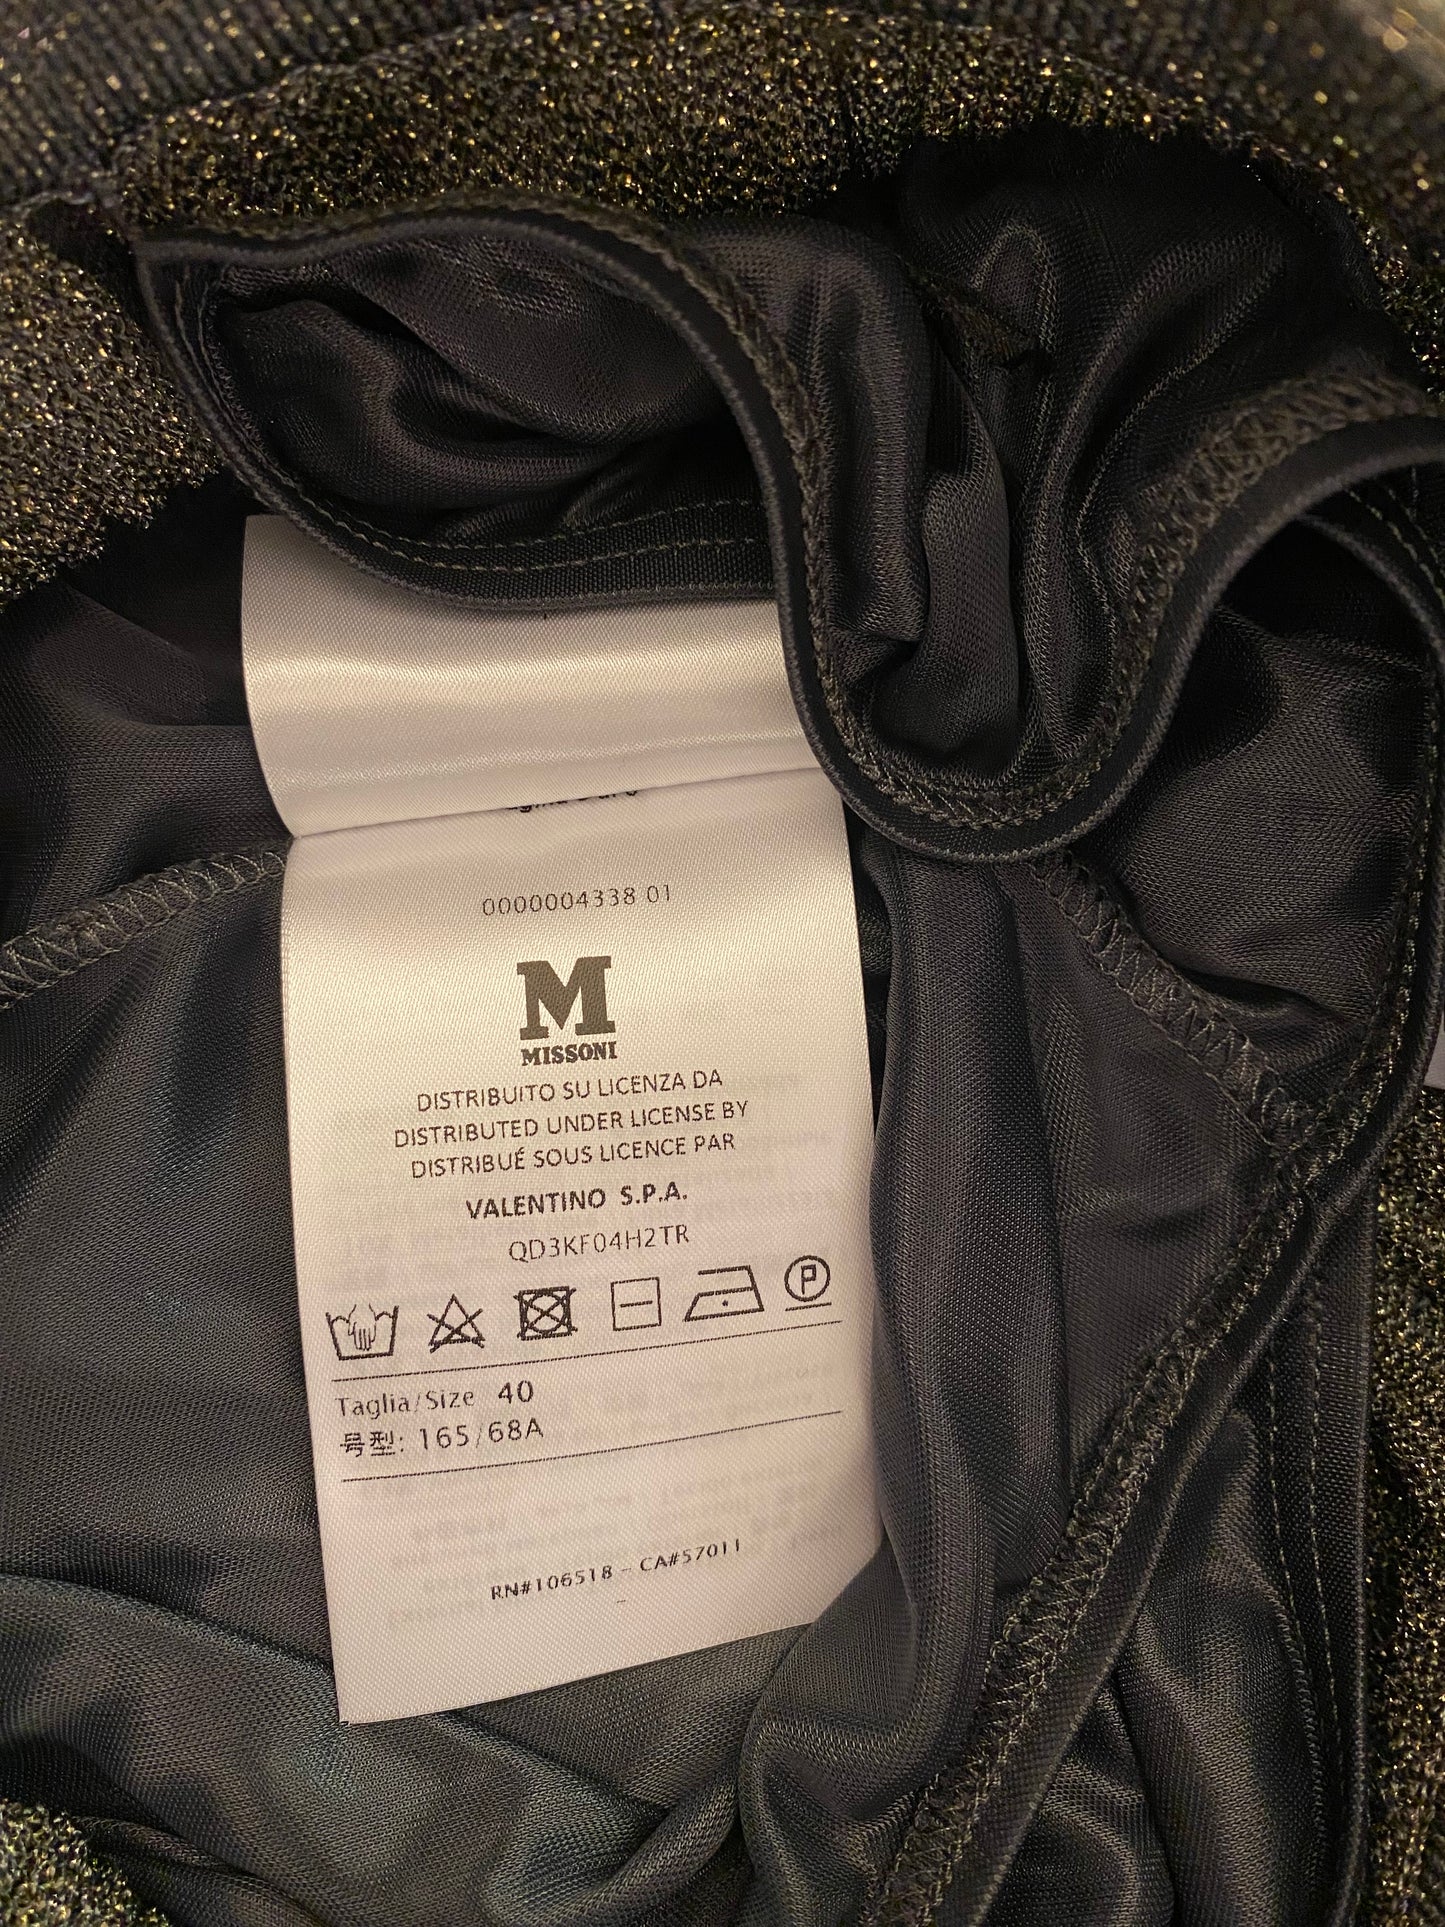 0000004338 01
M
MISSONI
DISTRIBUITO SU LICENZA DA
DISTRIBUTED UNDER LICENSE BY
DISTRIBUÉ SOUS LICENCE PAR
VALENTINO S.P.A.
QD3KF04H2TR
P
Taglia/Size 40
号型: 165/68A
RN#106518 – CA#57011
–